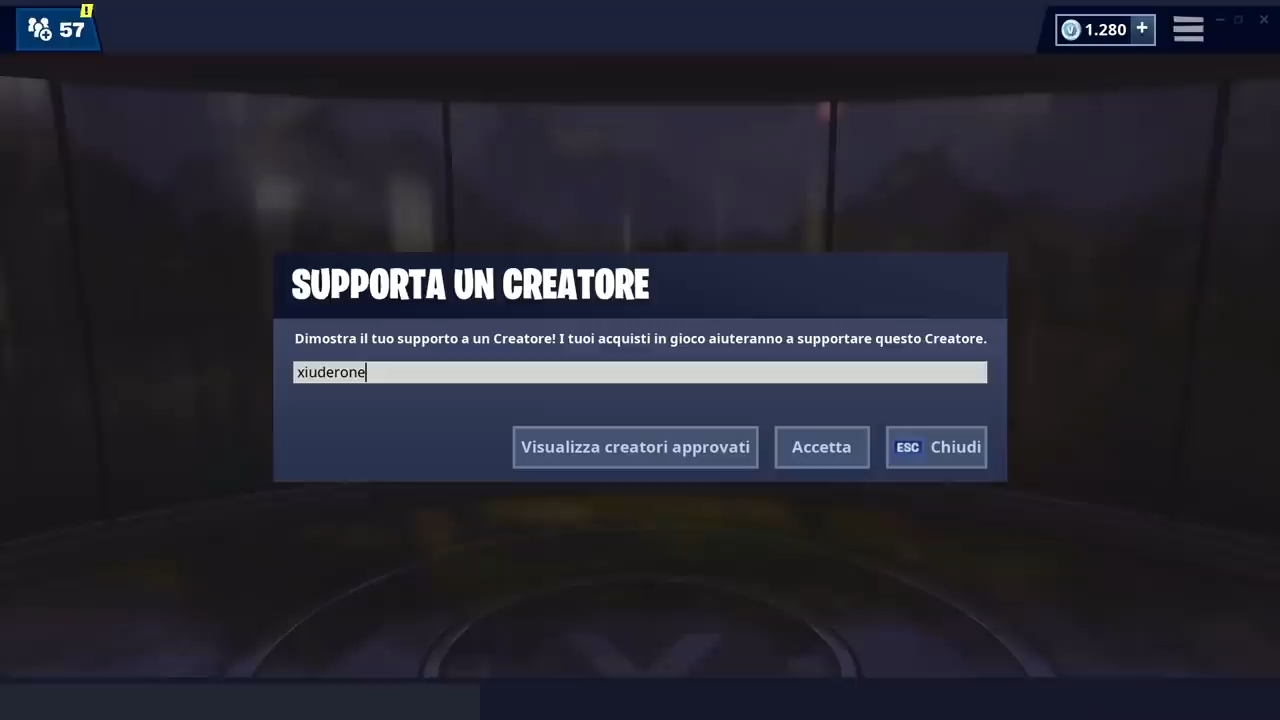 57
!
1.280 +
SUPPORTA UN CREATORE
Dimostra il tuo supporto a un Creatore! I tuoi acquisti in gioco aiuteranno a supportare questo Creatore.
xiuderone
Visualizza creatori approvati
Accetta
ESC Chiudi